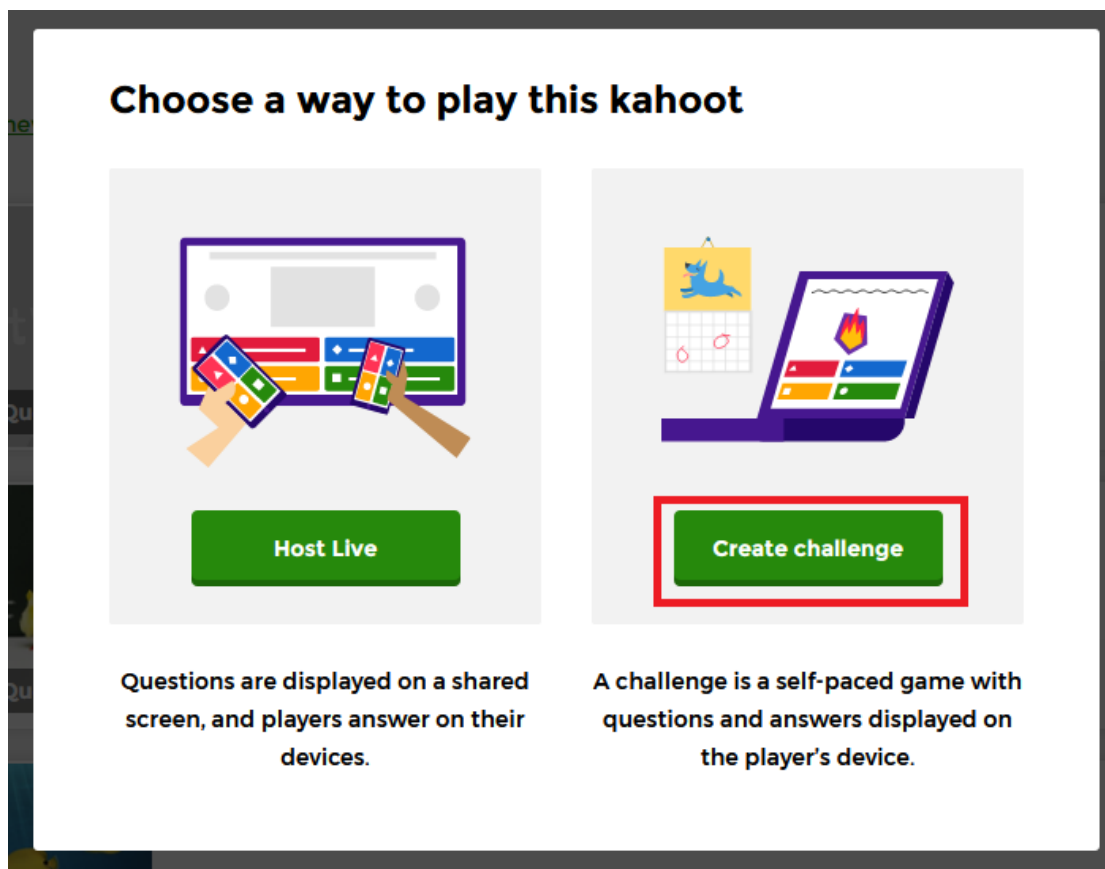 Choose a way to play this kahoot
Host Live
Create challenge
Questions are displayed on a shared
screen, and players answer on their
devices.
A challenge is a self-paced game with
questions and answers displayed on
the player's device.